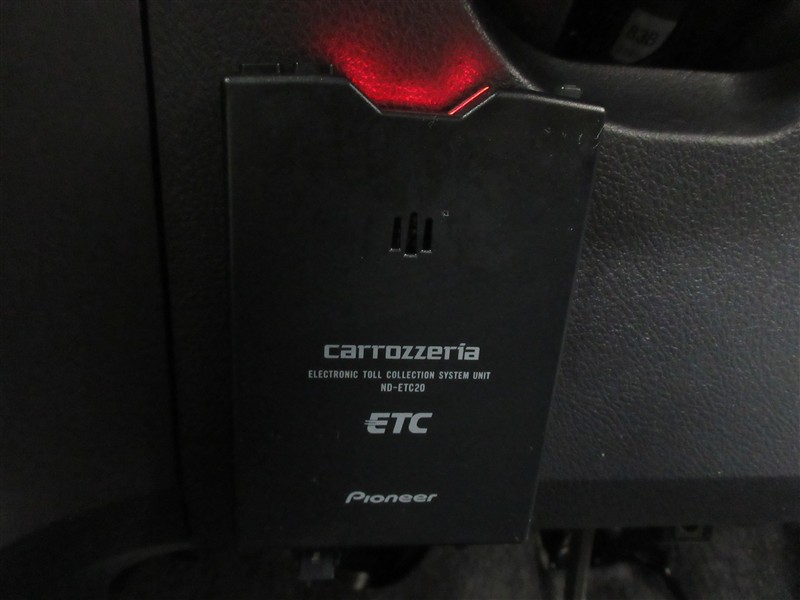 carrozzeria
ELECTRONIC TOLL COLLECTION SYSTEM UNIT
ND-ETC20
ETC
Pioneer